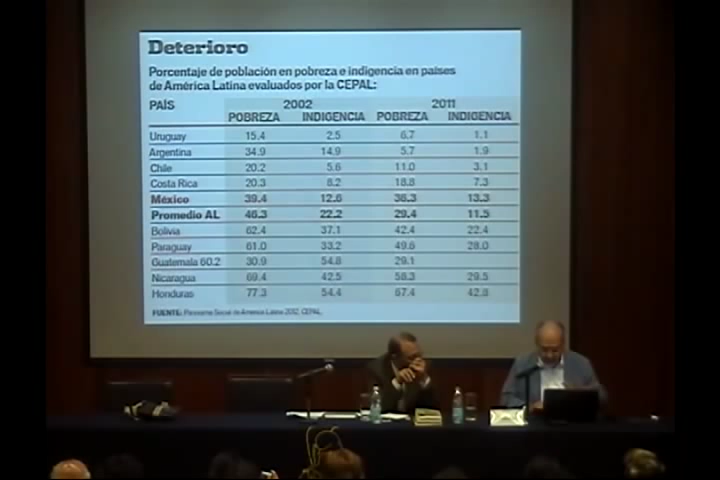 Deterioro
Porcentaje de población en pobreza e indigencia en países
de América Latina evaluados por la CEPAL:
PAÍS 2002 2011
POBREZA INDIGENCIA POBREZA INDIGENCIA
Uruguay 15.4 2.5 6.7 1.1
Argentina 34.9 14.9 5.7 1.9
Chile 20.2 5.6 11.0 3.1
Costa Rica 20.3 8.2 18.8 7.3
México 39.4 12.6 36.3 13.3
Promedio AL 46.3 22.2 29.4 11.5
Bolivia 62.4 37.1 42.4 22.4
Paraguay 61.0 33.2 49.6 28.0
Guatemala 60.2 30.9 54.8 29.1
Nicaragua 69.4 42.5 58.3 29.5
Honduras 77.3 54.4 67.4 42.8
FUENTE: Panorama Social de América Latina 2012, CEPAL.